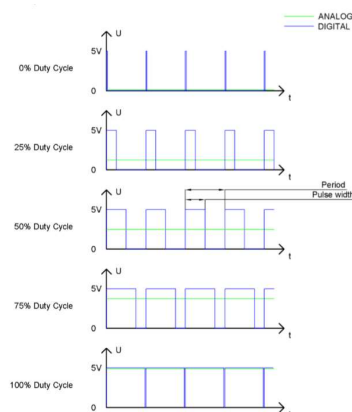 ANALOG
DIGITAL
U
5V
0% Duty Cycle
0
t
U
5V
25% Duty Cycle
0
t
Period
Pulse width
U
5V
50% Duty Cycle
0
t
U
5V
75% Duty Cycle
0
t
U
5V
100% Duty Cycle
0